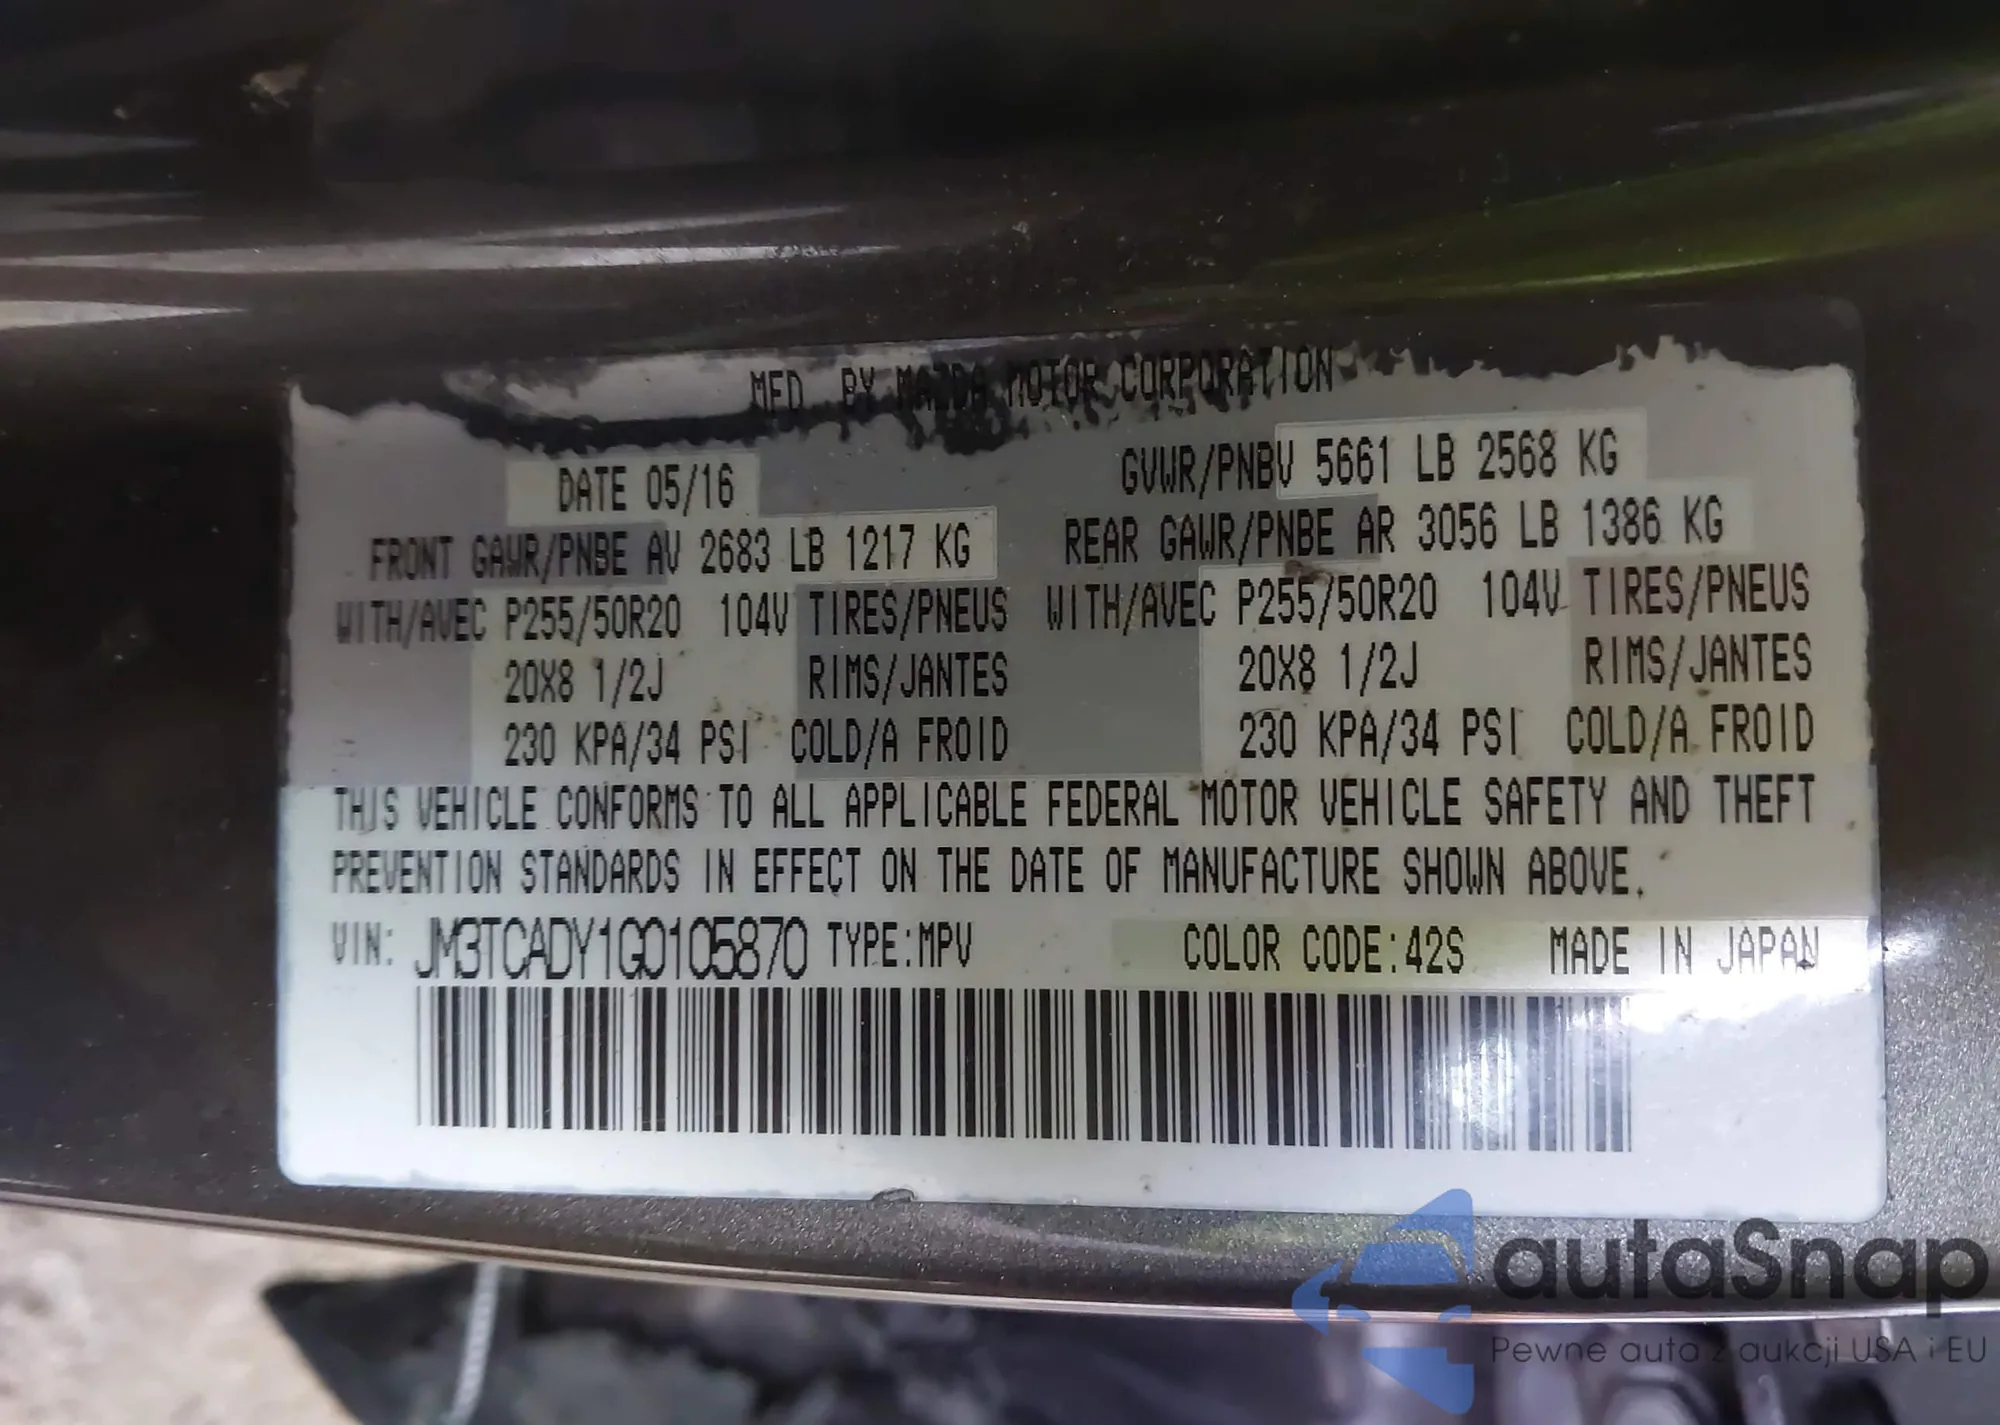 MFD. BY MAZDA MOTOR CORPORATION
DATE 05/16 GVWR/PNBV 5661 LB 2568 KG
FRONT GAWR/PNBE AV 2683 LB 1217 KG REAR GAWR/PNBE AR 3056 LB 1386 KG
WITH/AVEC P255/50R20 104V TIRES/PNEUS WITH/AVEC P255/50R20 104V TIRES/PNEUS
20X8 1/2J RIMS/JANTES 20X8 1/2J RIMS/JANTES
230 KPA/34 PSI COLD/A FROID 230 KPA/34 PSI COLD/A FROID
THIS VEHICLE CONFORMS TO ALL APPLICABLE FEDERAL MOTOR VEHICLE SAFETY AND THEFT
PREVENTION STANDARDS IN EFFECT ON THE DATE OF MANUFACTURE SHOWN ABOVE.
VIN: JM3TCADY1G0105870 TYPE:MPV COLOR CODE:42S MADE IN JAPAN
autaSnap
Pewne auta z aukcji USA i EU